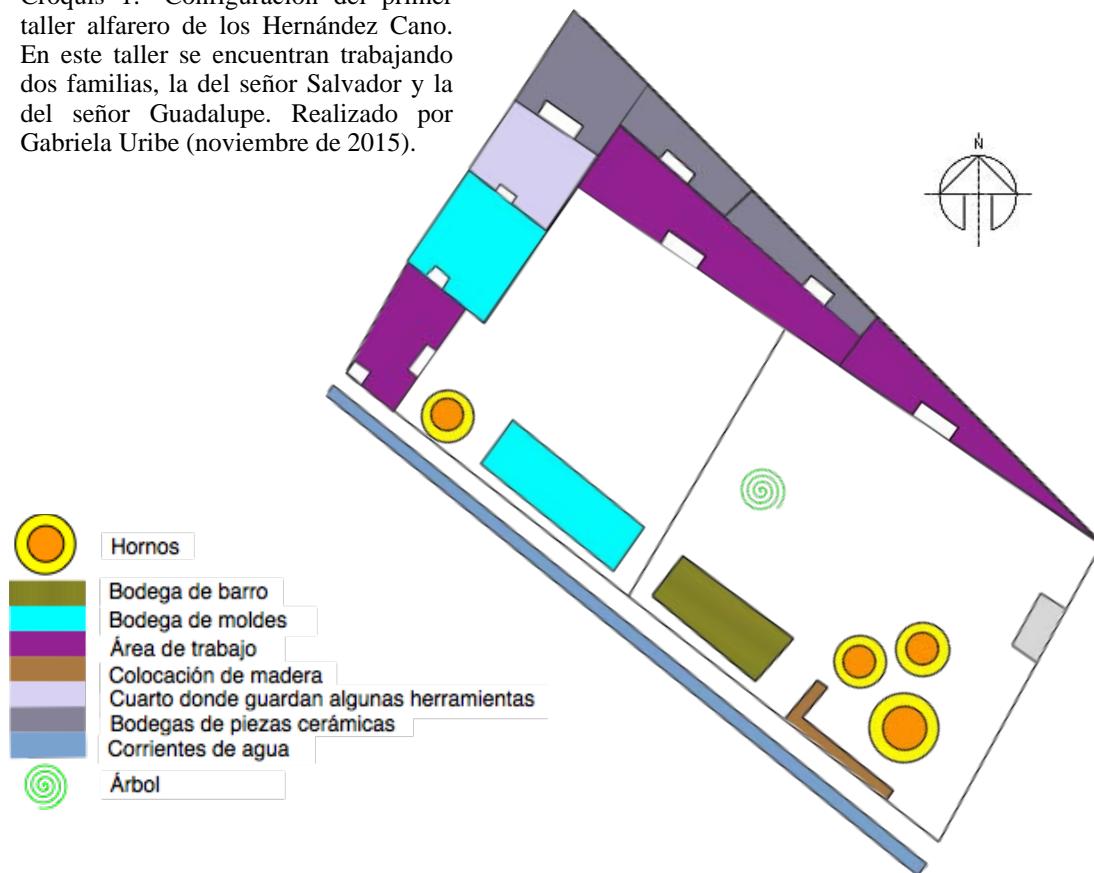 Croquis 1. Configuración del primer
taller alfarero de los Hernández Cano.
En este taller se encuentran trabajando
dos familias, la del señor Salvador y la
del señor Guadalupe. Realizado por
Gabriela Uribe (noviembre de 2015).
N
Hornos
Bodega de barro
Bodega de moldes
Área de trabajo
Colocación de madera
Cuarto donde guardan algunas herramientas
Bodegas de piezas cerámicas
Corrientes de agua
Árbol